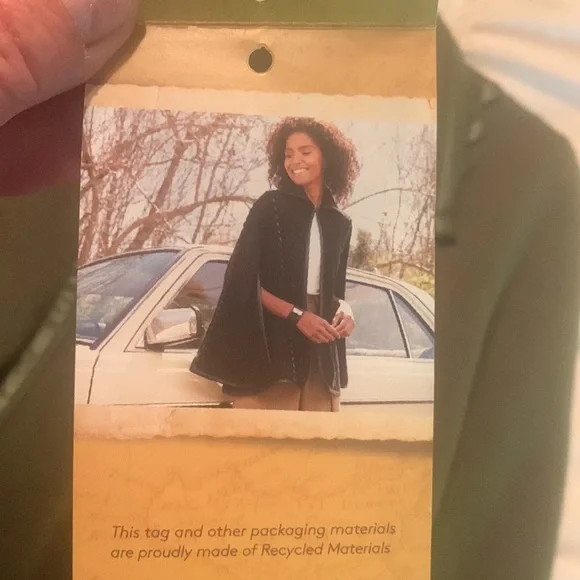 This tag and other packaging materials
are proudly made of Recycled Materials